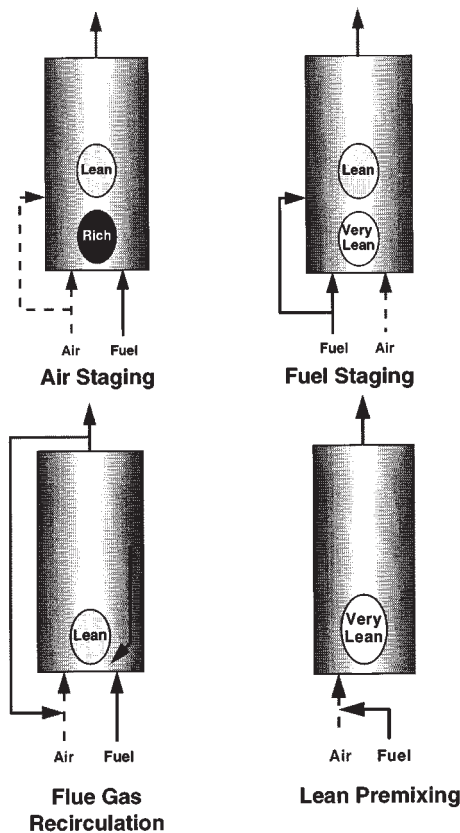 Lean
Rich
Air Fuel
Air Staging
Lean
Very
Lean
Fuel Air
Fuel Staging
Lean
Air Fuel
Flue Gas
Recirculation
Very
Lean
Air Fuel
Lean Premixing